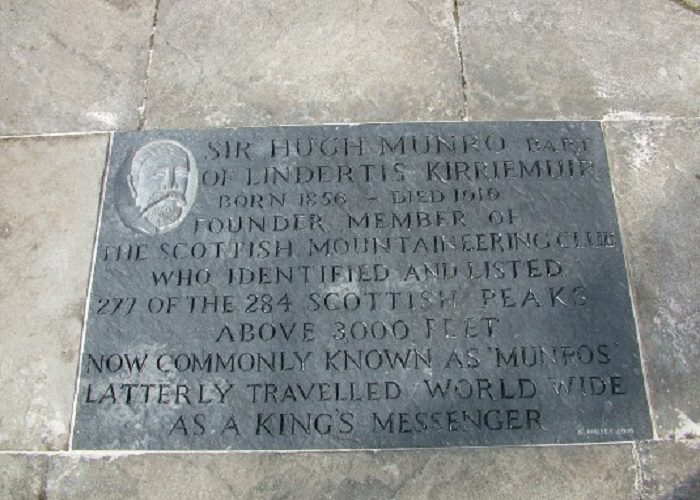 SIR HUGH MUNRO BART
OF LINDERTIS KIRRIEMUIR
BORN 1856 - DIED 1919
FOUNDER MEMBER OF
THE SCOTTISH MOUNTAINEERING CLUB
WHO IDENTIFIED AND LISTED
277 OF THE 284 SCOTTISH PEAKS
ABOVE 3000 FEET
NOW COMMONLY KNOWN AS 'MUNROS'
LATTERLY TRAVELLED WORLD WIDE
AS A KING'S MESSENGER